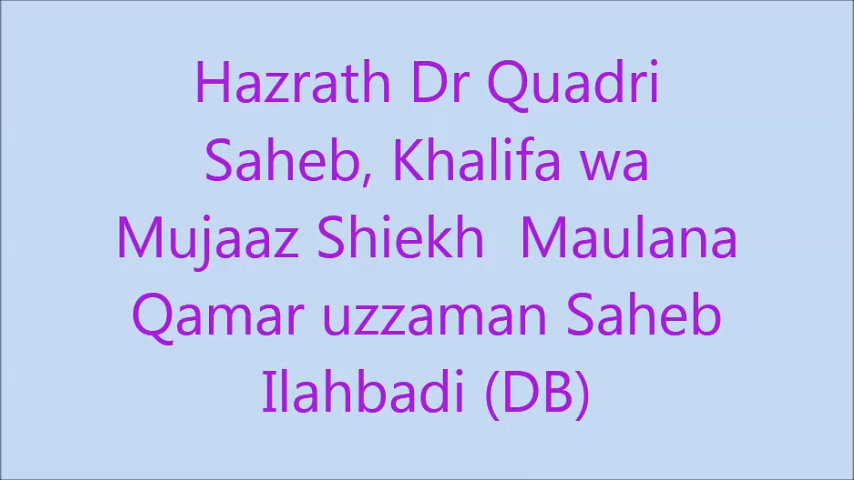 Hazrath Dr Quadri
Saheb, Khalifa wa
Mujaaz Shiekh  Maulana
Qamar uzzaman Saheb
Ilahbadi (DB)